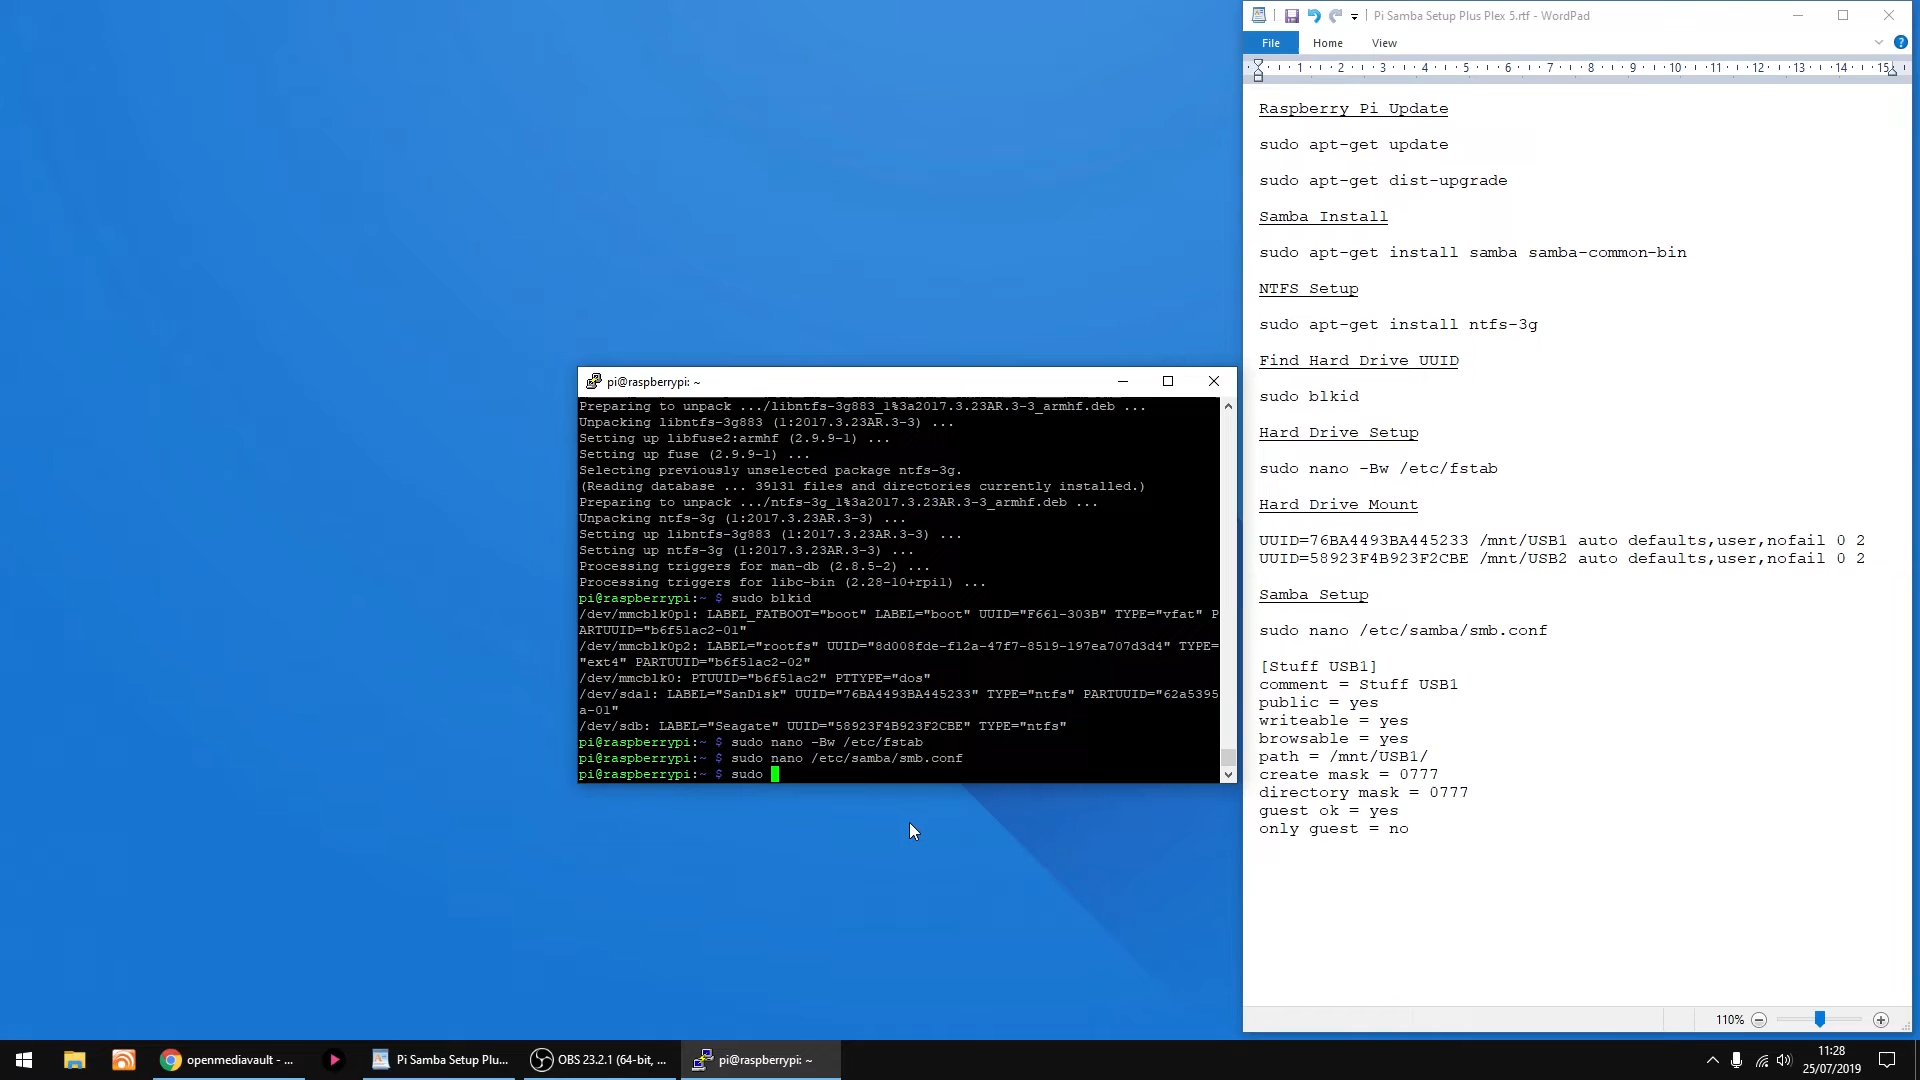 Pi Samba Setup Plus Plex 5.rtf - WordPad
File Home View
1 2 3 4 5 6 7 8 9 10 11 12 13 14 15
Raspberry Pi Update
sudo apt-get update
sudo apt-get dist-upgrade
Samba Install
sudo apt-get install samba samba-common-bin
NTFS Setup
sudo apt-get install ntfs-3g
Find Hard Drive UUID
sudo blkid
Hard Drive Setup
sudo nano -Bw /etc/fstab
Hard Drive Mount
UUID=76BA4493BA445233 /mnt/USB1 auto defaults,user,nofail 0 2
UUID=58923F4B923F2CBE /mnt/USB2 auto defaults,user,nofail 0 2
Samba Setup
sudo nano /etc/samba/smb.conf
[Stuff USB1]
comment = Stuff USB1
public = yes
writeable = yes
browsable = yes
path = /mnt/USB1/
create mask = 0777
directory mask = 0777
guest ok = yes
only guest = no
110%
pi@raspberrypi: ~
Preparing to unpack .../libntfs-3g883_1%3a2017.3.23AR.3-3_armhf.deb ...
Unpacking libntfs-3g883 (1:2017.3.23AR.3-3) ...
Setting up libfuse2:armhf (2.9.9-1) ...
Setting up fuse (2.9.9-1) ...
Selecting previously unselected package ntfs-3g.
(Reading database ... 39131 files and directories currently installed.)
Preparing to unpack .../ntfs-3g_1%3a2017.3.23AR.3-3_armhf.deb ...
Unpacking ntfs-3g (1:2017.3.23AR.3-3) ...
Setting up libntfs-3g883 (1:2017.3.23AR.3-3) ...
Setting up ntfs-3g (1:2017.3.23AR.3-3) ...
Processing triggers for man-db (2.8.5-2) ...
Processing triggers for libc-bin (2.28-10+rpi1) ...
pi@raspberrypi:~ $ sudo blkid
/dev/mmcblk0p1: LABEL_FATBOOT="boot" LABEL="boot" UUID="F661-303B" TYPE="vfat" P
ARTUUID="b6f51ac2-01"
/dev/mmcblk0p2: LABEL="rootfs" UUID="8d008fde-f12a-47f7-8519-197ea707d3d4" TYPE=
"ext4" PARTUUID="b6f51ac2-02"
/dev/mmcblk0: PTUUID="b6f51ac2" PTTYPE="dos"
/dev/sda1: LABEL="SanDisk" UUID="76BA4493BA445233" TYPE="ntfs" PARTUUID="62a5395
a-01"
/dev/sdb: LABEL="Seagate" UUID="58923F4B923F2CBE" TYPE="ntfs"
pi@raspberrypi:~ $ sudo nano -Bw /etc/fstab
pi@raspberrypi:~ $ sudo nano /etc/samba/smb.conf
pi@raspberrypi:~ $ sudo
openmediavault - ...
Pi Samba Setup Plu...
OBS 23.2.1 (64-bit, ...
pi@raspberrypi: ~
11:28
25/07/2019